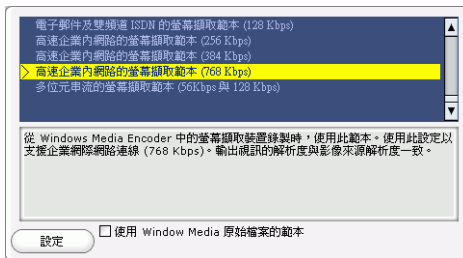 電子郵件及雙頻道 ISDN 的螢幕擷取範本 (128 Kbps)
高速企業內網路的螢幕擷取範本 (256 Kbps)
高速企業內網路的螢幕擷取範本 (384 Kbps)
高速企業內網路的螢幕擷取範本 (768 Kbps)
多位元串流的螢幕擷取範本 (56Kbps 與 128 Kbps)
從 Windows Media Encoder 中的螢幕擷取裝置錄製時，使用此範本。使用此設定以
支援企業網際網路連線 (768 Kbps)。輸出視訊的解析度與影像來源解析度一致。
設定
使用 Window Media 原始檔案的範本